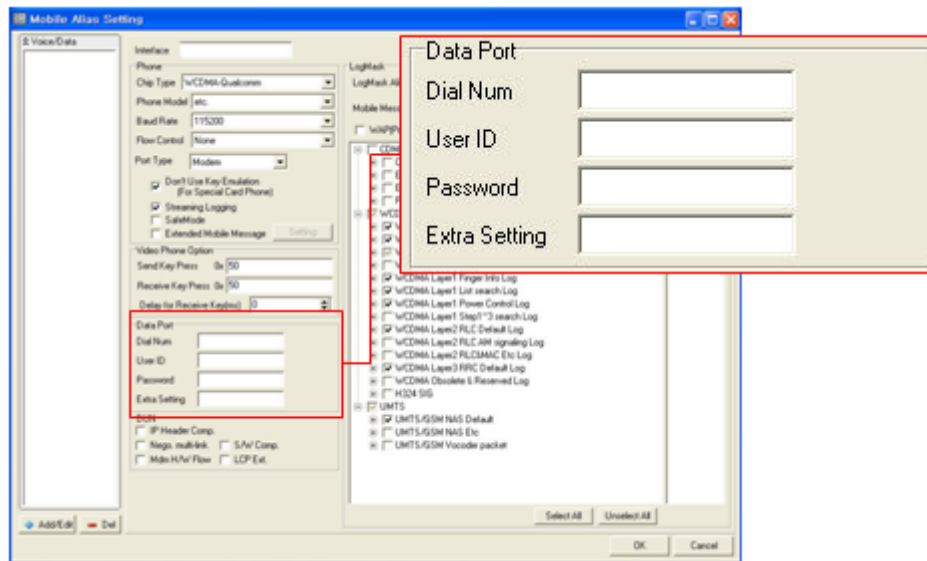 Mobile Alias Setting
Voice/Data
Interface
Phone
Chip Type WCDMA-Qualcomm
Phone Model etc.
Baud Rate 115200
Flow Control None
Port Type Modem
Don't Use Key Emulation
(For Special Card Phone)
Streaming Logging
SafeMode
Extended Mobile Message Setting
Video Phone Option
Send Key Press 0x 50
Receive Key Press 0x 50
Delay for Receive Key(ms) 0
Data Port
Dial Num
User ID
Password
Extra Setting
IP Header Comp.
Nego. multi-link S/W Comp.
Mdm H/W Flow LCP Ext.
Add/Edit Del
LogMask
Data Port
Dial Num
User ID
Password
Extra Setting
WCDMA Layer1 Finger Info Log
WCDMA Layer1 List search Log
WCDMA Layer1 Power Control Log
WCDMA Layer1 Step1~3 search Log
WCDMA Layer2 RLC Default Log
WCDMA Layer2 RLC AM signaling Log
WCDMA Layer2 RLC&MAC Etc Log
WCDMA Layer3 RRC Default Log
WCDMA Obsolete & Reserved Log
H324 SIG
UMTS
UMTS/GSM NAS Default
UMTS/GSM NAS Etc
UMTS/GSM Vocoder packet
Select All Unselect All
OK Cancel